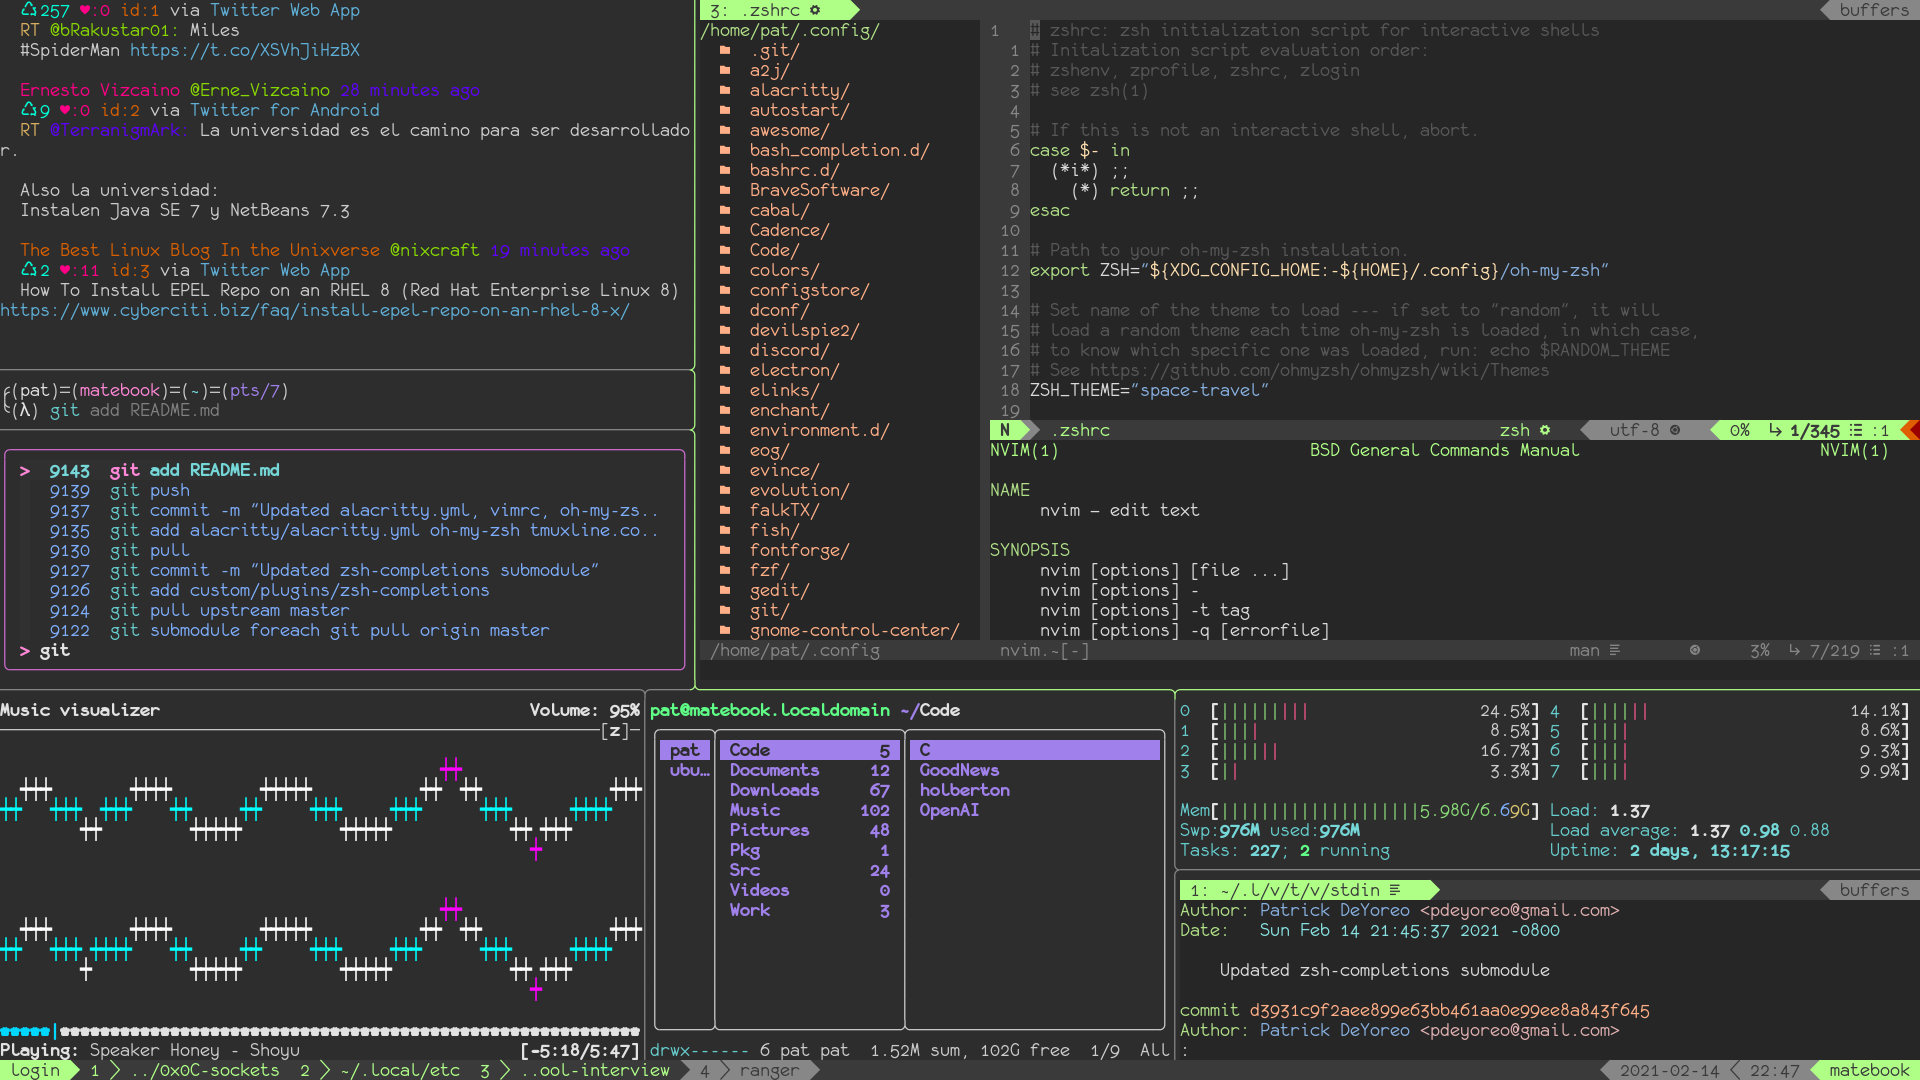 ♺257 ♥:0 id:1 via Twitter Web App
RT @bRakustar01: Miles
#SpiderMan https://t.co/XSVhJiHzBX
Ernesto Vizcaino @Erne_Vizcaino 28 minutes ago
♺9 ♥:0 id:2 via Twitter for Android
RT @TerranigmArk: La universidad es el camino para ser desarrollado
r.
Also la universidad:
Instalen Java SE 7 y NetBeans 7.3
The Best Linux Blog In the Unixverse @nixcraft 19 minutes ago
♺2 ♥:11 id:3 via Twitter Web App
How To Install EPEL Repo on an RHEL 8 (Red Hat Enterprise Linux 8)
https://www.cyberciti.biz/faq/install-epel-repo-on-an-rhel-8-x/
╭(pat)=(matebook)=(~)=(pts/7)
╰(λ) git add README.md
> 9143 git add README.md
9139 git push
9137 git commit -m "Updated alacritty.yml, vimrc, oh-my-zs..
9135 git add alacritty/alacritty.yml oh-my-zsh tmuxline.co..
9130 git pull
9127 git commit -m "Updated zsh-completions submodule"
9126 git add custom/plugins/zsh-completions
9124 git pull upstream master
9122 git submodule foreach git pull origin master
> git
3: .zshrc
buffers
/home/pat/.config/
.git/
a2j/
alacritty/
autostart/
awesome/
bash_completion.d/
bashrc.d/
BraveSoftware/
cabal/
Cadence/
Code/
colors/
configstore/
dconf/
devilspie2/
discord/
electron/
elinks/
enchant/
environment.d/
eog/
evince/
evolution/
falkTX/
fish/
fontforge/
fzf/
gedit/
git/
gnome-control-center/
/home/pat/.config
1 # zshrc: zsh initialization script for interactive shells
1 # Initalization script evaluation order:
2 # zshenv, zprofile, zshrc, zlogin
3 # see zsh(1)
4
5 # If this is not an interactive shell, abort.
6 case $- in
7 (*i*) ;;
8 (*) return ;;
9 esac
10
11 # Path to your oh-my-zsh installation.
12 export ZSH="${XDG_CONFIG_HOME:-${HOME}/.config}/oh-my-zsh"
13
14 # Set name of the theme to load --- if set to "random", it will
15 # load a random theme each time oh-my-zsh is loaded, in which case,
16 # to know which specific one was loaded, run: echo $RANDOM_THEME
17 # See https://github.com/ohmyzsh/ohmyzsh/wiki/Themes
18 ZSH_THEME="space-travel"
19
N .zshrc zsh utf-8 0% 1/345 :1
NVIM(1) BSD General Commands Manual NVIM(1)
NAME
nvim — edit text
SYNOPSIS
nvim [options] [file ...]
nvim [options] -
nvim [options] -t tag
nvim [options] -q [errorfile]
nvim.~[-] man 3% 7/219 :1
Music visualizer Volume: 95%
[z]
Playing: Speaker Honey - Shoyu [-5:18/5:47]
pat@matebook.localdomain ~/Code
pat
ubu…
Code 5
Documents 12
Downloads 67
Music 102
Pictures 48
Pkg 1
Src 24
Videos 0
Work 3
C
GoodNews
holberton
OpenAI
drwx------ 6 pat pat 1.52M sum, 102G free 1/9 All
0 [||||||||| 24.5%] 4 [|||||| 14.1%]
1 [|||| 8.5%] 5 [|||| 8.6%]
2 [|||||| 16.7%] 6 [|||| 9.3%]
3 [|| 3.3%] 7 [|||| 9.9%]
Mem[||||||||||||||||||||5.98G/6.69G] Load: 1.37
Swp:976M used:976M Load average: 1.37 0.98 0.88
Tasks: 227; 2 running Uptime: 2 days, 13:17:15
1: ~/.l/v/t/v/stdin
buffers
Author: Patrick DeYoreo <pdeyoreo@gmail.com>
Date: Sun Feb 14 21:45:37 2021 -0800
Updated zsh-completions submodule
commit d3931c9f2aee899e63bb461aa0e99ee8a843f645
Author: Patrick DeYoreo <pdeyoreo@gmail.com>
:
login 1 ../0x0C-sockets 2 ~/.local/etc 3 ..ool-interview 4 ranger 2021-02-14 22:47 matebook